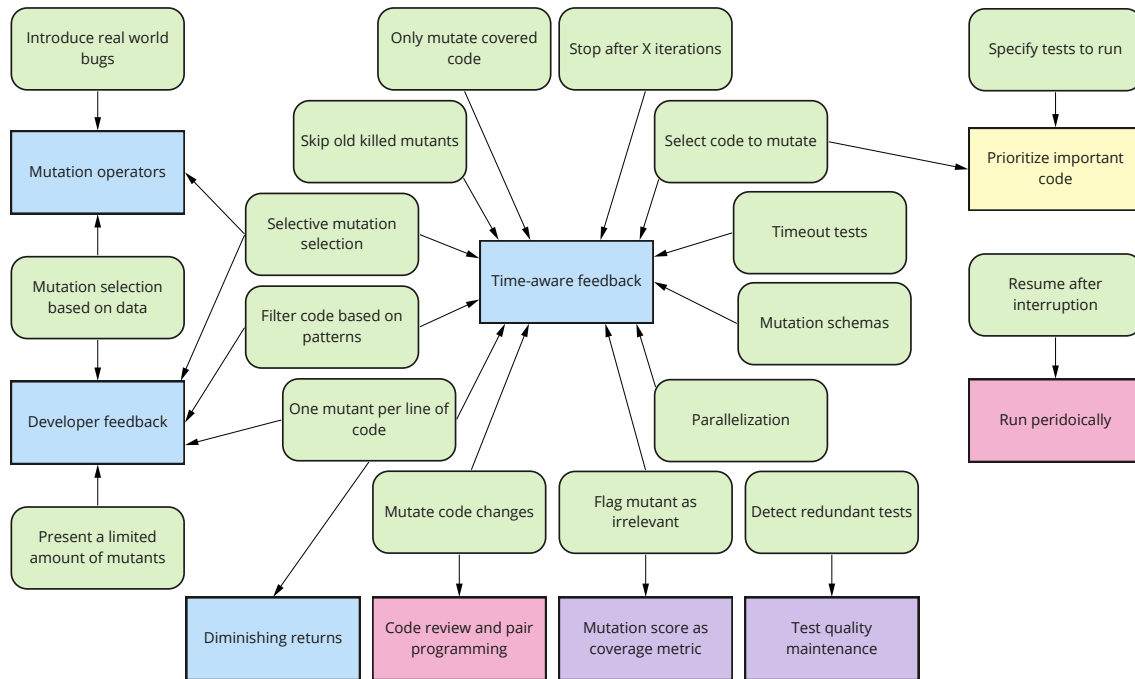 Introduce real world
bugs
Only mutate covered
code
Stop after X iterations
Specify tests to run
Skip old killed mutants
Select code to mutate
Mutation operators
Prioritize important
code
Selective mutation
selection
Timeout tests
Time-aware feedback
Mutation selection
based on data
Resume after
interruption
Filter code based on
patterns
Mutation schemas
Developer feedback
One mutant per line of
code
Parallelization
Run peridoically
Present a limited
amount of mutants
Mutate code changes
Flag mutant as
irrelevant
Detect redundant tests
Diminishing returns
Code review and pair
programming
Mutation score as
coverage metric
Test quality
maintenance